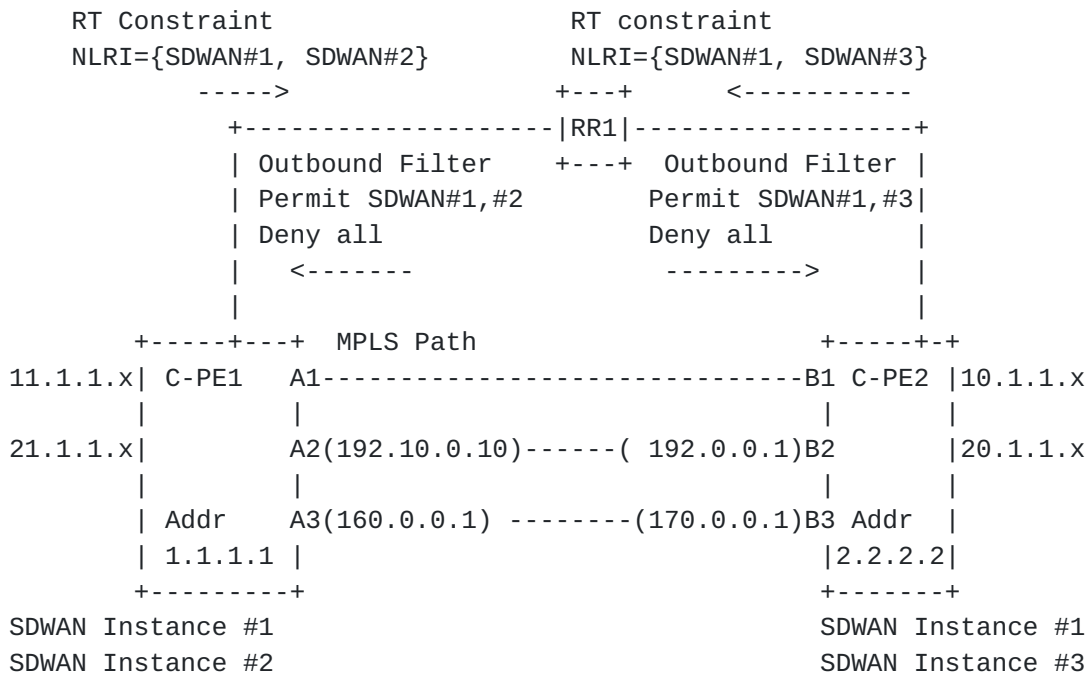 RT Constraint RT constraint
NLRI={SDWAN#1, SDWAN#2} NLRI={SDWAN#1, SDWAN#3}
-----> +---+ <-----------
+--------------------|RR1|------------------+
| Outbound Filter +---+ Outbound Filter |
| Permit SDWAN#1,#2 Permit SDWAN#1,#3|
| Deny all Deny all |
| <------- ---------> |
| |
+-----+---+ MPLS Path +-----+-+
11.1.1.x| C-PE1 A1-------------------------------B1 C-PE2 |10.1.1.x
| | | |
21.1.1.x| A2(192.10.0.10)------( 192.0.0.1)B2 |20.1.1.x
| | | |
| Addr A3(160.0.0.1) --------(170.0.0.1)B3 Addr |
| 1.1.1.1 | |2.2.2.2|
+---------+ +-------+
SDWAN Instance #1 SDWAN Instance #1
SDWAN Instance #2 SDWAN Instance #3